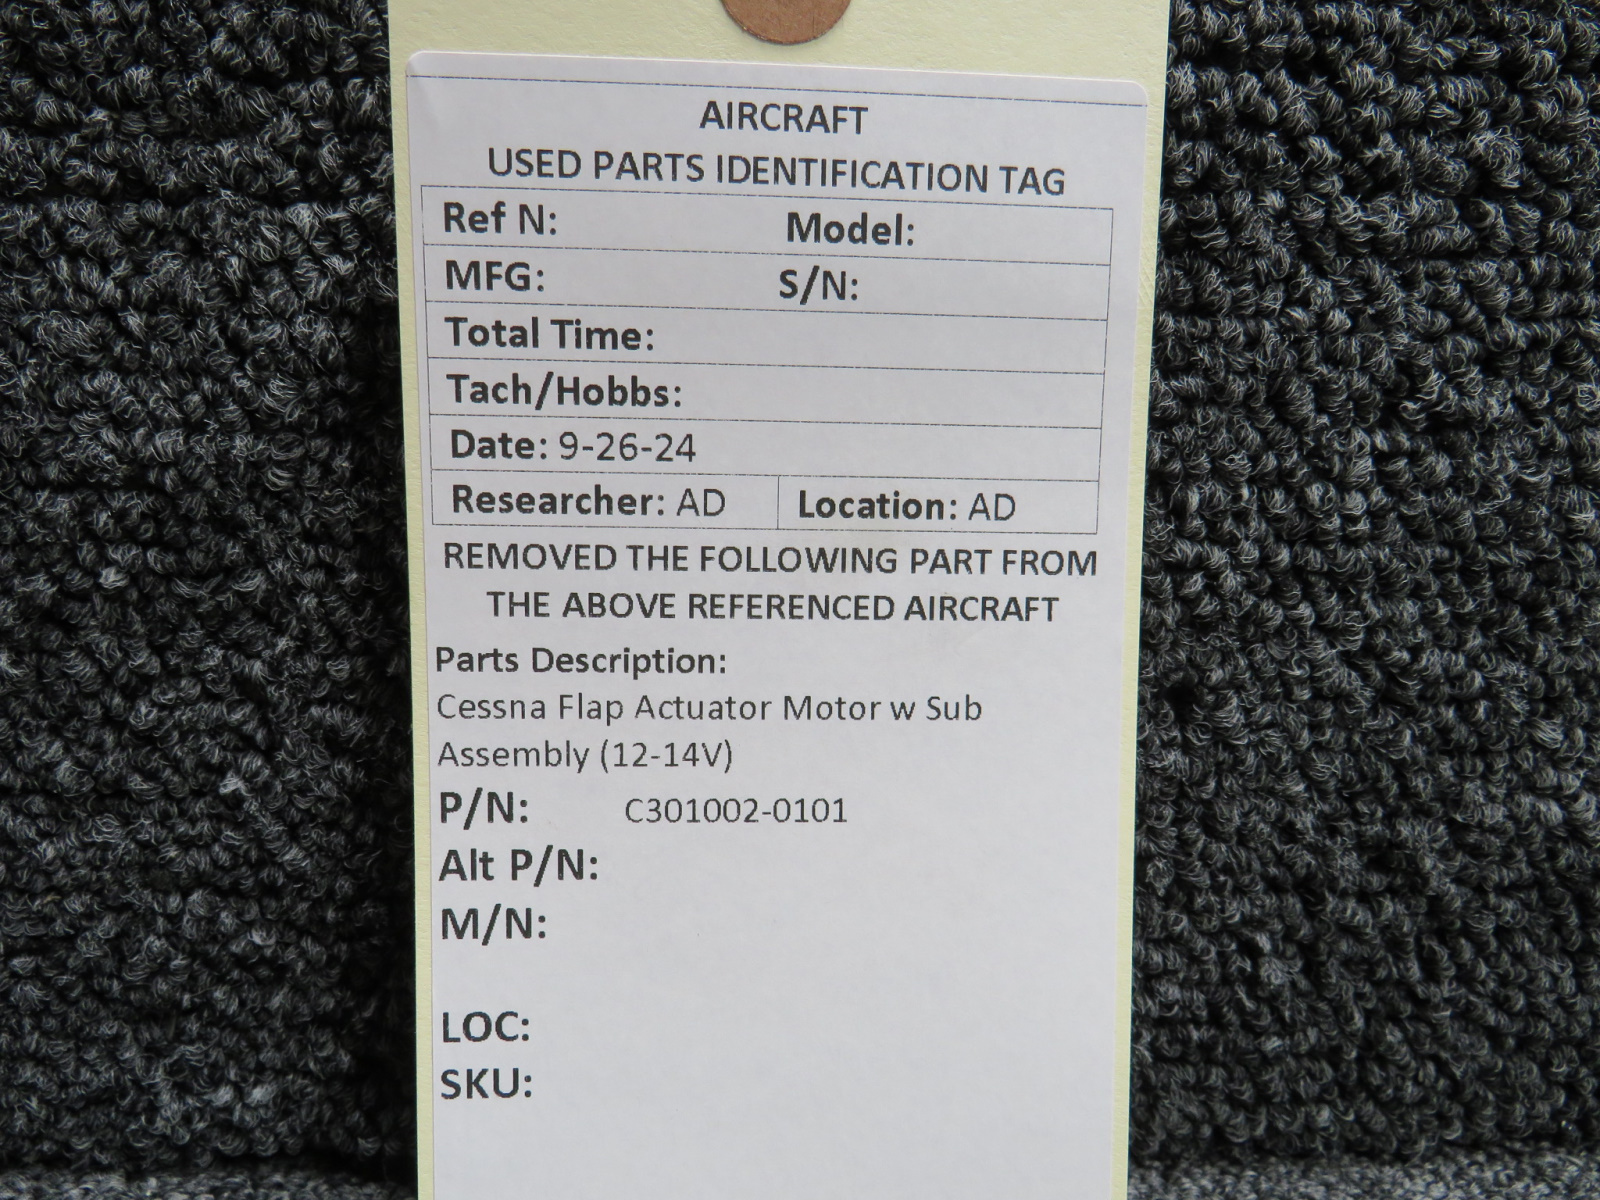 AIRCRAFT
USED PARTS IDENTIFICATION TAG
Ref N: Model:
MFG: S/N:
Total Time:
Tach/Hobbs:
Date: 9-26-24
Researcher: AD Location: AD
REMOVED THE FOLLOWING PART FROM
THE ABOVE REFERENCED AIRCRAFT
Parts Description:
Cessna Flap Actuator Motor w Sub
Assembly (12-14V)
P/N: C301002-0101
Alt P/N:
M/N:
LOC:
SKU: